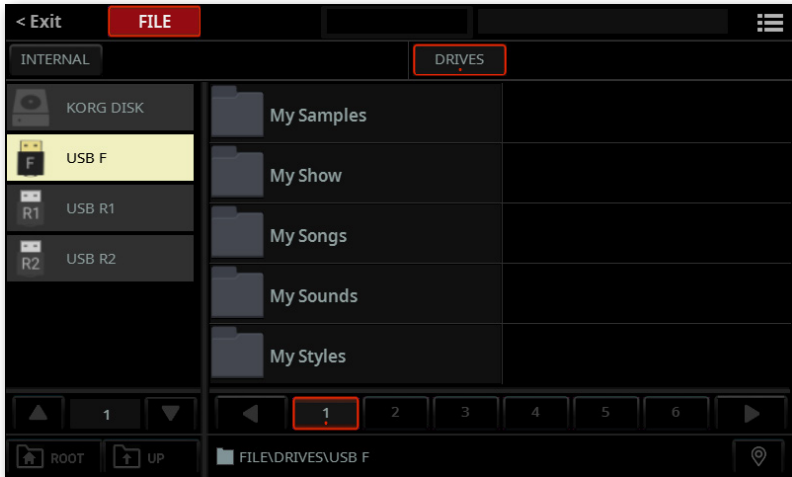 < Exit FILE
INTERNAL DRIVES
KORG DISK
F USB F
R1 USB R1
R2 USB R2
My Samples
My Show
My Songs
My Sounds
My Styles
1
1 2 3 4 5 6
ROOT UP
FILE\DRIVES\USB F